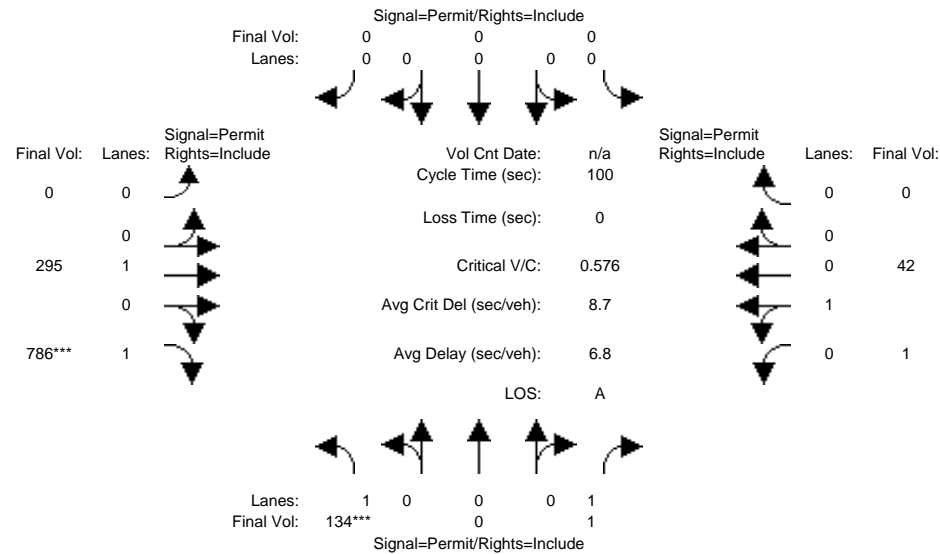 Signal=Permit/Rights=Include
Final Vol: 0 0 0
Lanes: 0 0 0 0 0
Signal=Permit Signal=Permit
Final Vol: Lanes: Rights=Include Vol Cnt Date: n/a Rights=Include Lanes: Final Vol:
Cycle Time (sec): 100
0 0 0 0
Loss Time (sec): 0
0 0
295 1 Critical V/C: 0.576 0 42
0 Avg Crit Del (sec/veh): 8.7 1
786*** 1 Avg Delay (sec/veh): 6.8 0 1
LOS: A
Lanes: 1 0 0 0 1
Final Vol: 134*** 0 1
Signal=Permit/Rights=Include